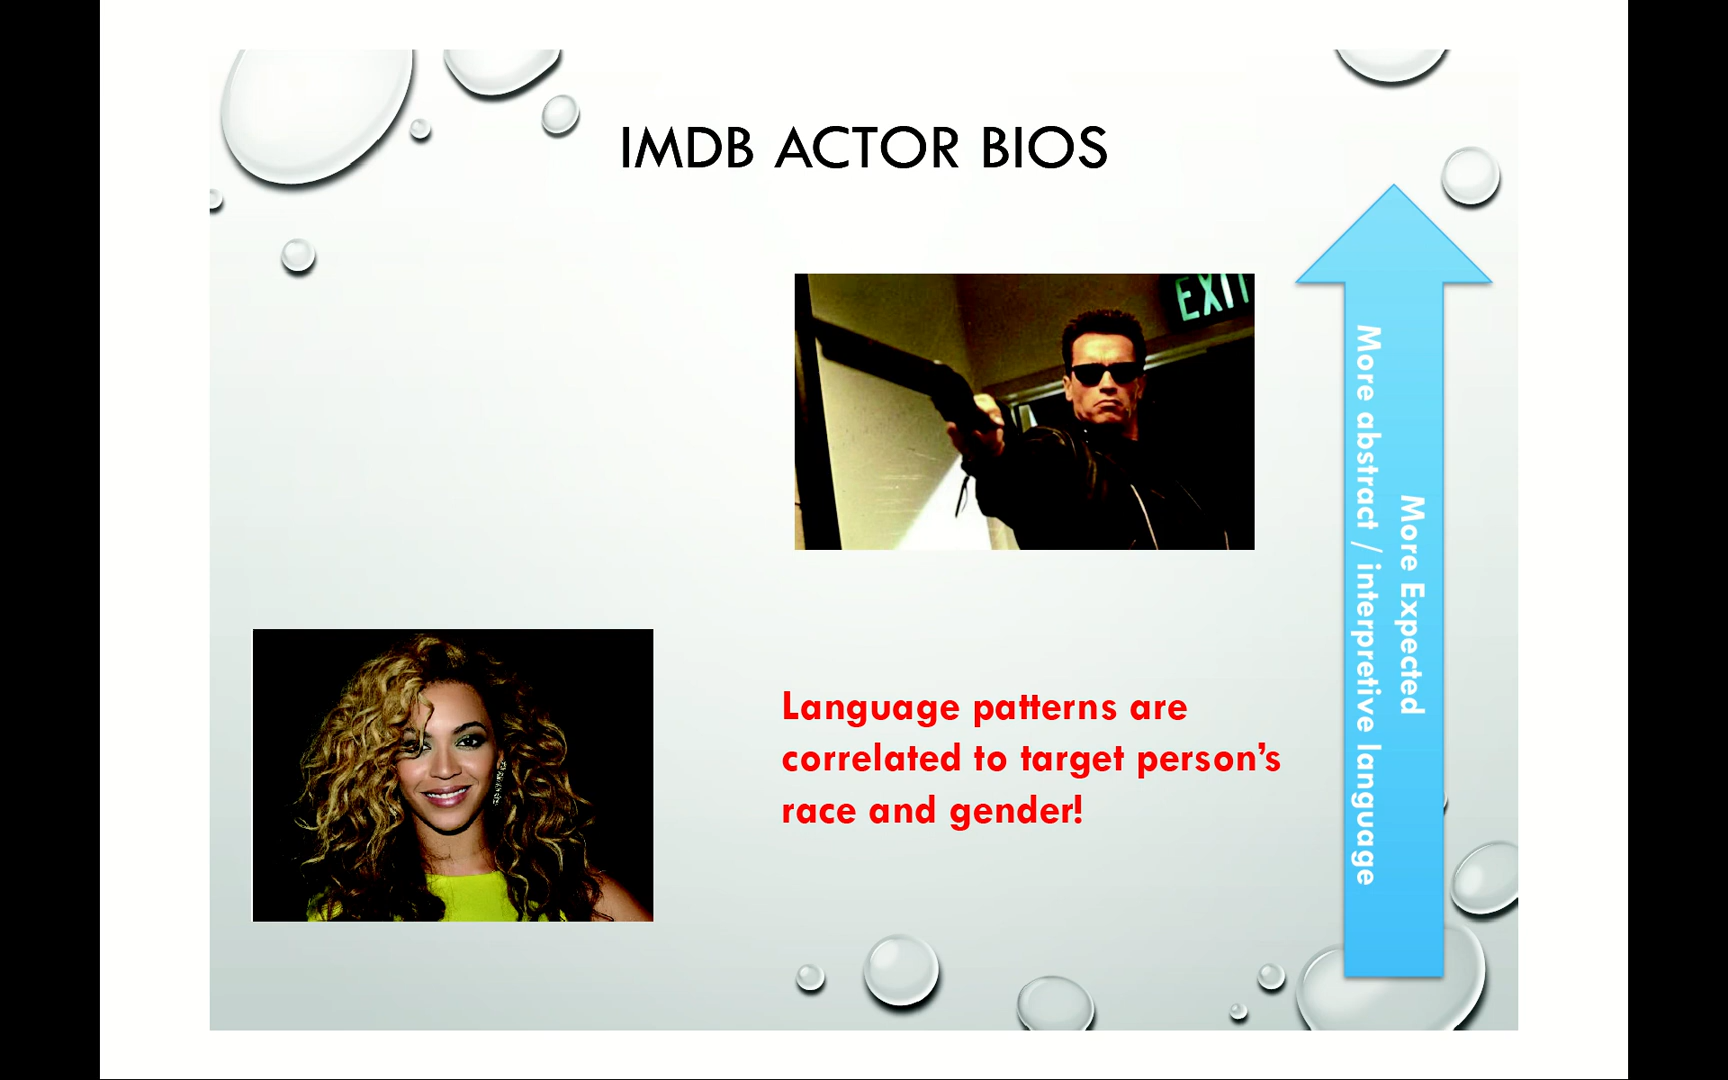 IMDB ACTOR BIOS
EXIT
More Expected
More abstract / interpretive language
Language patterns are
correlated to target person's
race and gender!